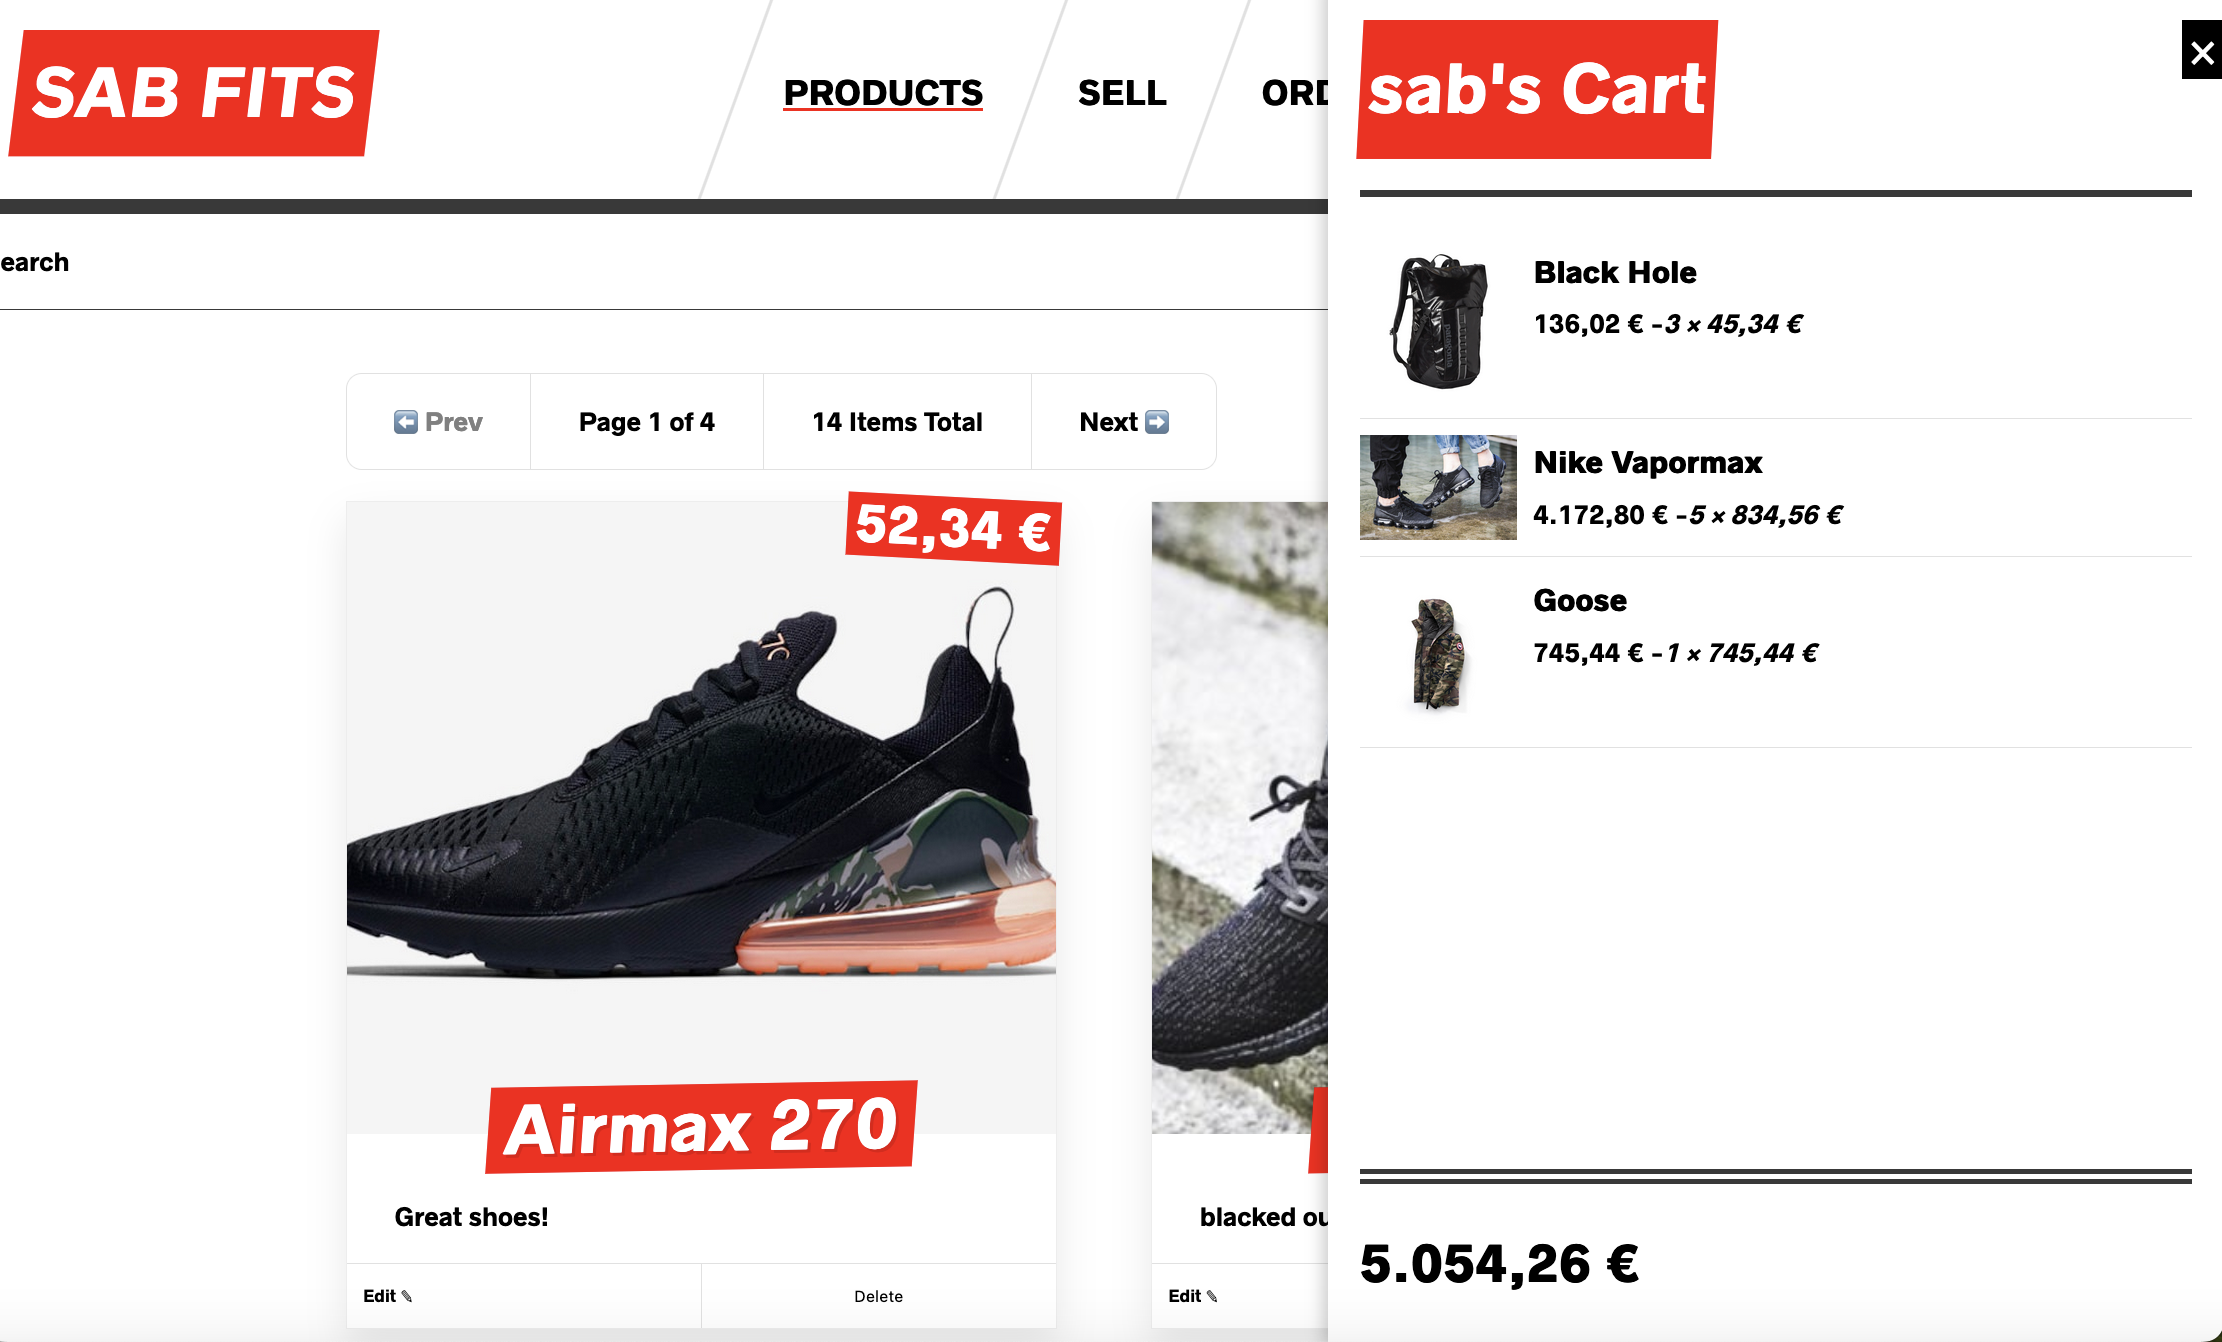 SAB FITS
PRODUCTS
SELL
ORD
sab's Cart
×
earch
⬅️ Prev
Page 1 of 4
14 Items Total
Next ➡️
Black Hole
136,02 € -3 × 45,34 €
Nike Vapormax
4.172,80 € -5 × 834,56 €
Goose
745,44 € -1 × 745,44 €
52,34 €
Airmax 270
Great shoes!
Edit ✎
Delete
blacked ou
Edit ✎
5.054,26 €